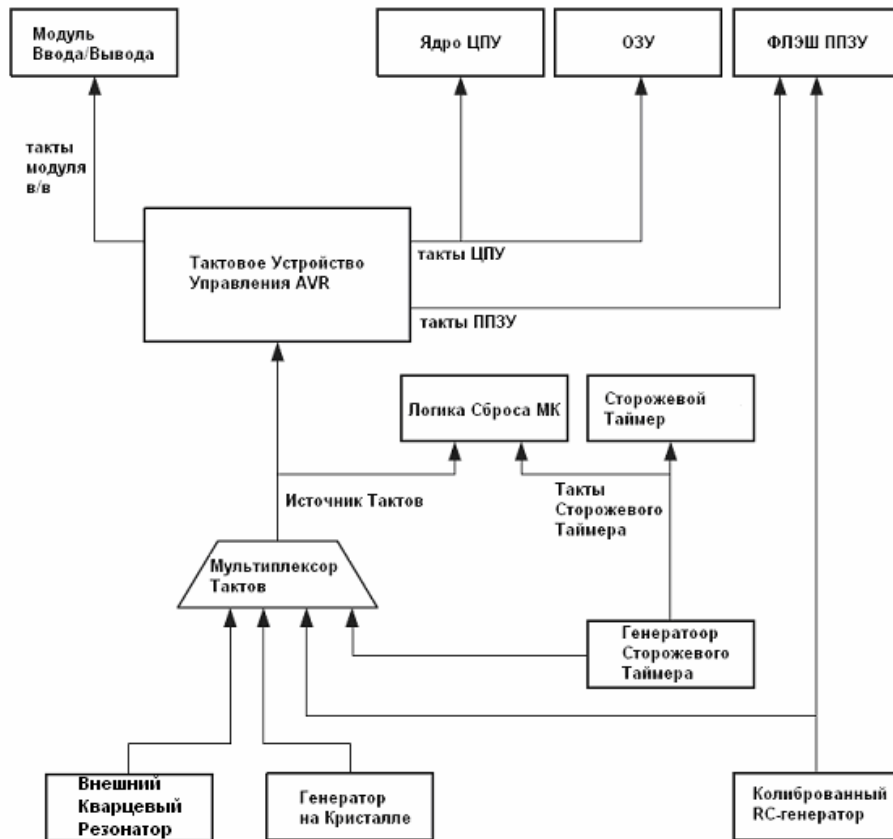 Модуль
Ввода/Вывода
Ядро ЦПУ
ОЗУ
ФЛЭШ ППЗУ
такты
модуля
в/в
Тактовое Устройство
Управления AVR
такты ЦПУ
такты ППЗУ
Логика Сброса МК
Сторожевой
Таймер
Источник Тактов
Такты
Сторожевого
Таймера
Мультиплексор
Тактов
Генератоор
Сторожевого
Таймера
Внешний
Кварцевый
Резонатор
Генератор
на Кристалле
Колиброванный
RC-генератор